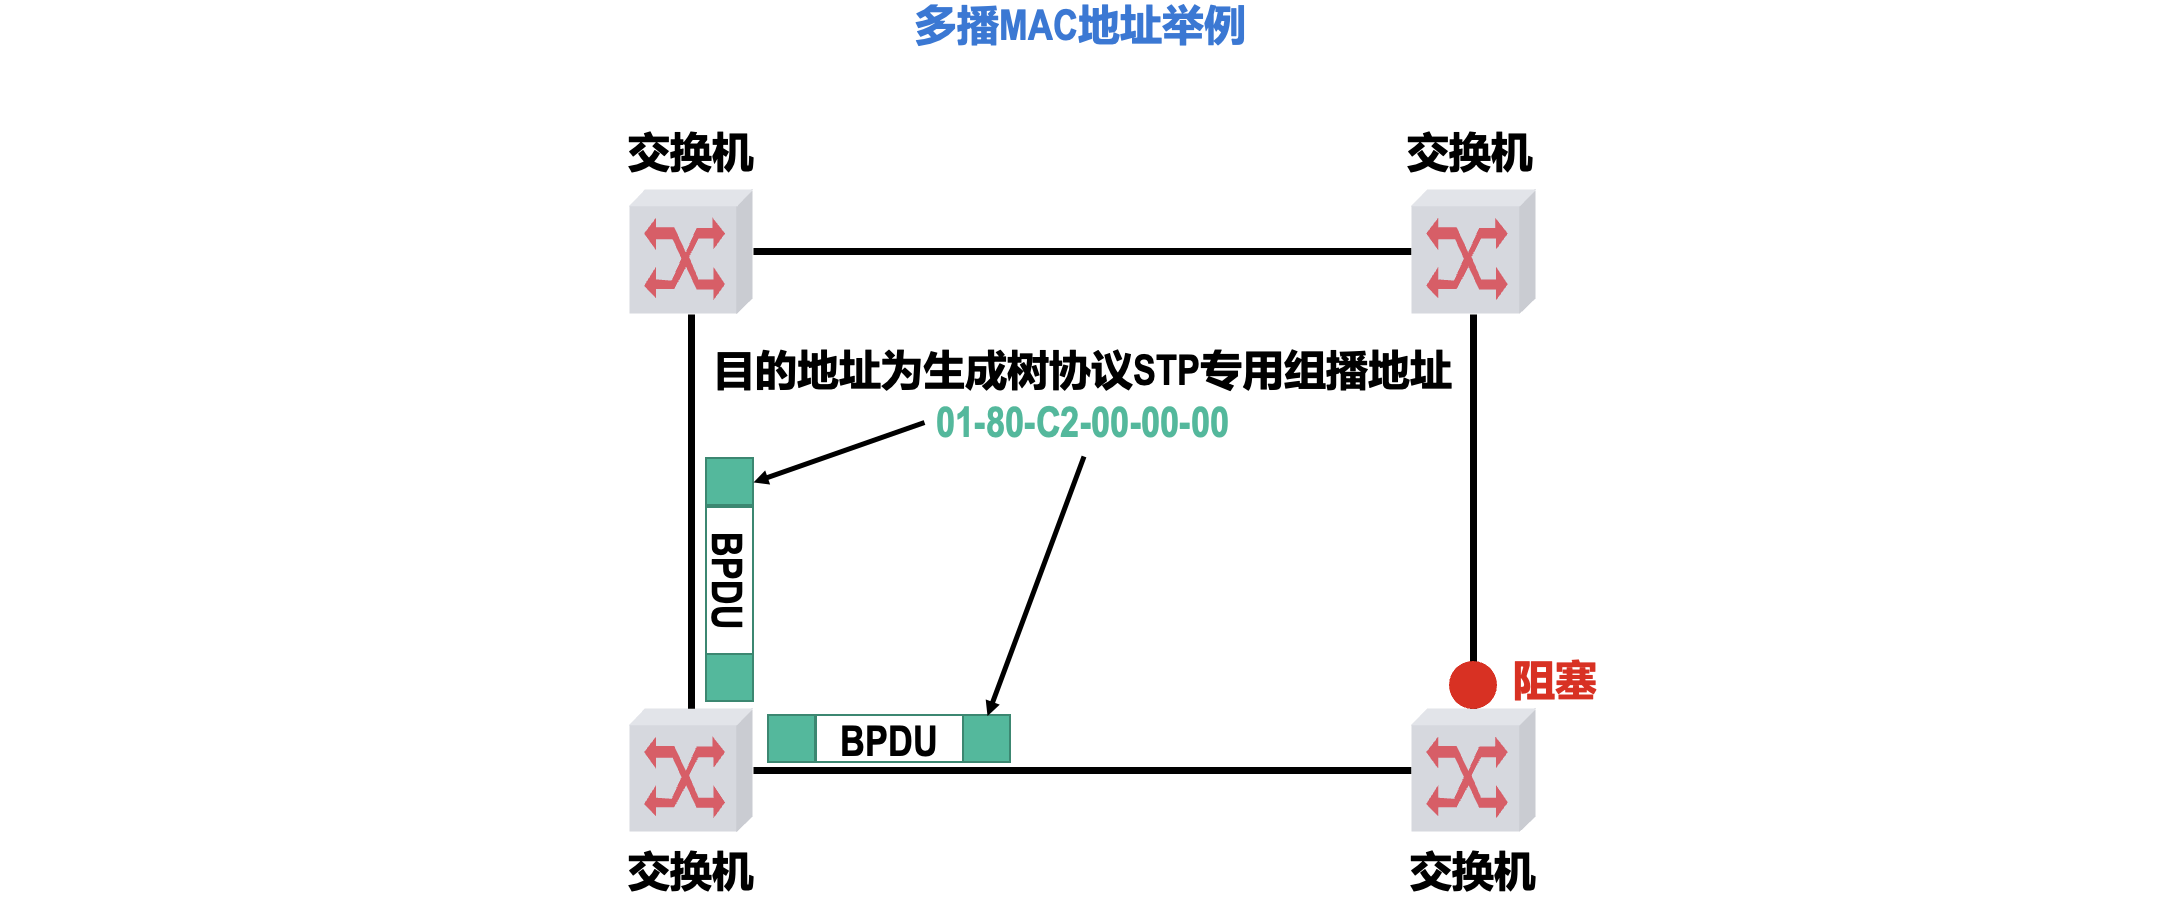 多播MAC地址举例
交换机
交换机
目的地址为生成树协议STP专用组播地址
01-80-C2-00-00-00
BPDU
阻塞
BPDU
交换机
交换机